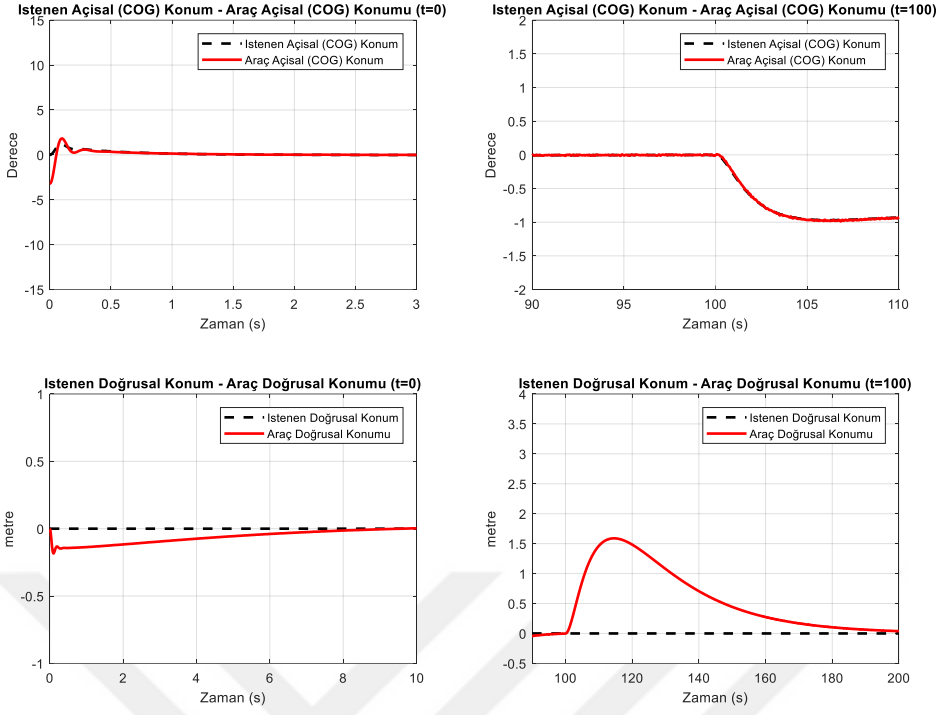 Istenen Açisal (COG) Konum - Araç Açisal (COG) Konumu (t=0)
15
10
5
0
-5
-10
-15
Derece
Istenen Açisal (COG) Konum
Araç Açisal (COG) Konum
0 0.5 1 1.5 2 2.5 3
Zaman (s)
Istenen Açisal (COG) Konum - Araç Açisal (COG) Konumu (t=100)
2
1.5
1
0.5
0
-0.5
-1
-1.5
-2
Derece
Istenen Açisal (COG) Konum
Araç Açisal (COG) Konum
90 95 100 105 110
Zaman (s)
Istenen Doğrusal Konum - Araç Doğrusal Konumu (t=0)
1
0.5
0
-0.5
-1
metre
Istenen Doğrusal Konum
Araç Doğrusal Konumu
0 2 4 6 8 10
Zaman (s)
Istenen Doğrusal Konum - Araç Doğrusal Konumu (t=100)
4
3.5
3
2.5
2
1.5
1
0.5
0
-0.5
metre
Istenen Doğrusal Konum
Araç Doğrusal Konumu
100 120 140 160 180 200
Zaman (s)